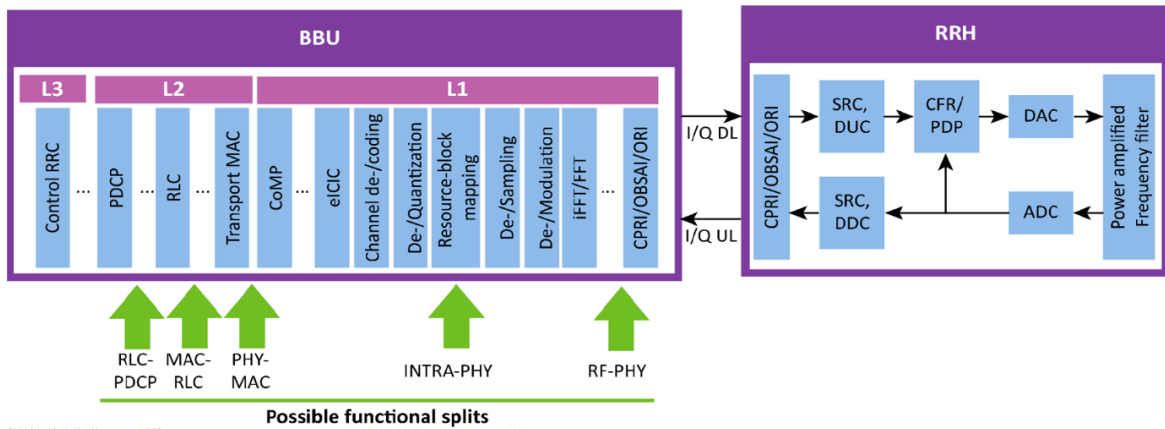 BBU
RRH
L3
L2
L1
Control RRC
...
PDCP
...
RLC
...
Transport MAC
CoMP
...
eICIC
Channel de-/coding
De-/Quantization
Resource-block
mapping
De-/Sampling
De-/Modulation
iFFT/FFT
...
CPRI/OBSAI/ORI
I/Q DL
I/Q UL
CPRI/OBSAI/ORI
SRC,
DUC
CFR/
PDP
DAC
SRC,
DDC
ADC
Power amplified
Frequency filter
RLC-
PDCP
MAC-
RLC
PHY-
MAC
INTRA-PHY
RF-PHY
Possible functional splits